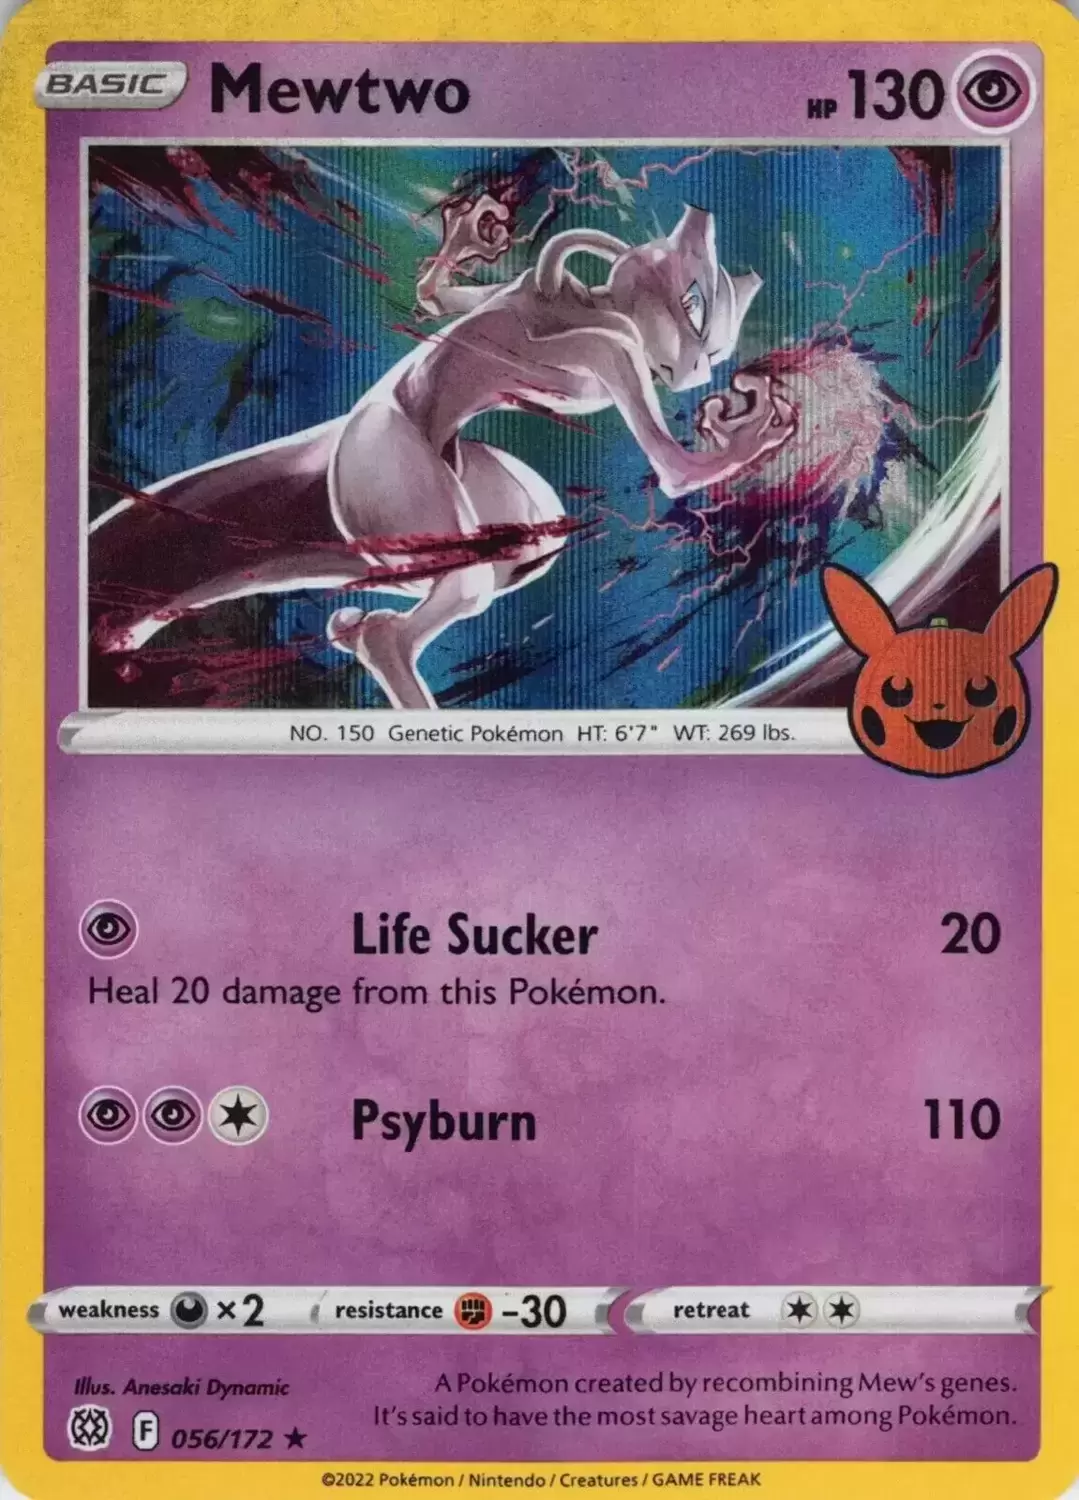 BASIC Mewtwo HP 130
NO. 150 Genetic Pokémon HT: 6'7" WT: 269 lbs.
Life Sucker 20
Heal 20 damage from this Pokémon.
Psyburn 110
weakness ×2 resistance -30 retreat
Illus. Anesaki Dynamic
A Pokémon created by recombining Mew's genes.
It's said to have the most savage heart among Pokémon.
F 056/172 ★
©2022 Pokémon / Nintendo / Creatures / GAME FREAK